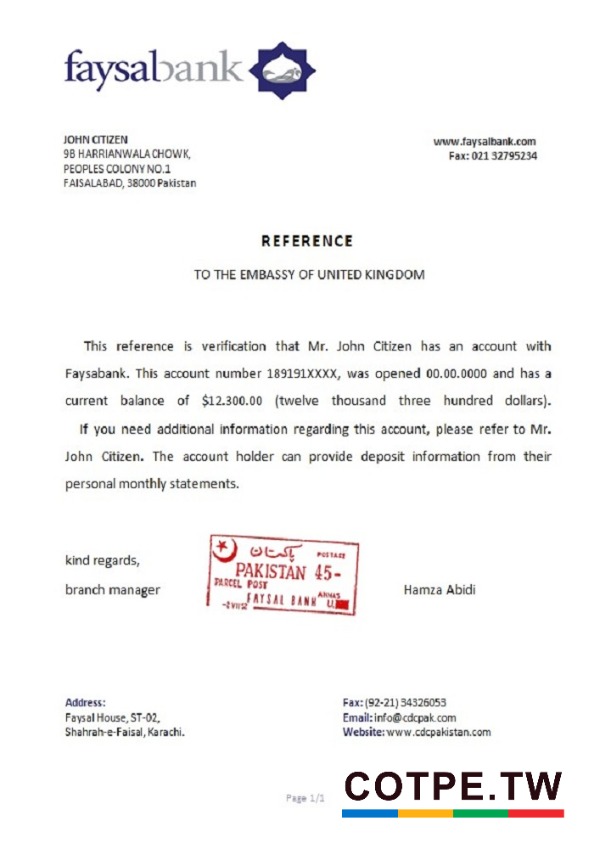 faysalbank
JOHN CITIZEN
9B HARRIANWALA CHOWK,
PEOPLES COLONY NO.1
FAISALABAD, 38000 Pakistan
www.faysalbank.com
Fax: 021 32795234
REFERENCE
TO THE EMBASSY OF UNITED KINGDOM
This reference is verification that Mr. John Citizen has an account with
Faysabank. This account number 189191XXXX, was opened 00.00.0000 and has a
current balance of $12.300.00 (twelve thousand three hundred dollars).
If you need additional information regarding this account, please refer to Mr.
John Citizen. The account holder can provide deposit information from their
personal monthly statements.
kind regards,
branch manager
پاکستان POSTAGE
PAKISTAN 45-
PARCEL POST ANNAS
FAYSAL BANK
Hamza Abidi
Address:
Faysal House, ST-02,
Shahrah-e-Faisal, Karachi.
Fax: (92-21) 34326053
Email: info@cdcpak.com
Website: www.cdcpakistan.com
Page 1/1
COTPE.TW